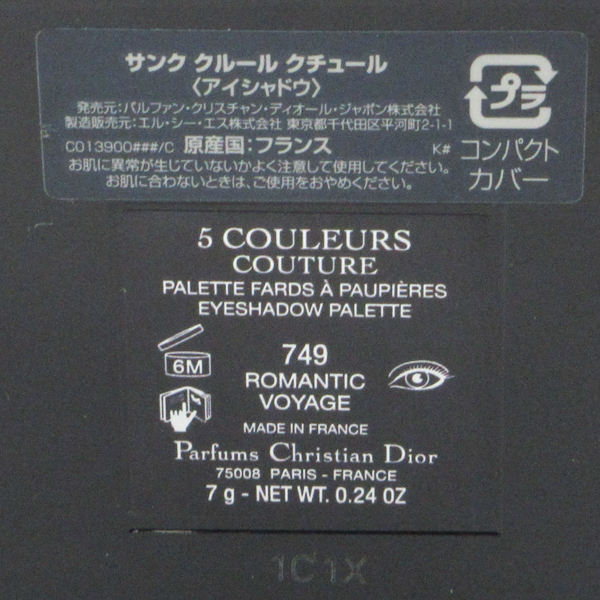 サンク クルール クチュール
〈アイシャドウ〉
発売元:パルファン・クリスチャン・ディオール・ジャポン株式会社
製造販売元:エル・シー・エス株式会社 東京都千代田区平河町2-1-1
C013900###/C 原産国:フランス K#
お肌に異常が生じていないかよく注意して使用してください。
お肌に合わないときは、ご使用をおやめください。
プラ
コンパクト
カバー
5 COULEURS
COUTURE
PALETTE FARDS À PAUPIÈRES
EYESHADOW PALETTE
6M
749
ROMANTIC
VOYAGE
MADE IN FRANCE
Parfums Christian Dior
75008 PARIS - FRANCE
7 g - NET WT. 0.24 OZ
1C1X